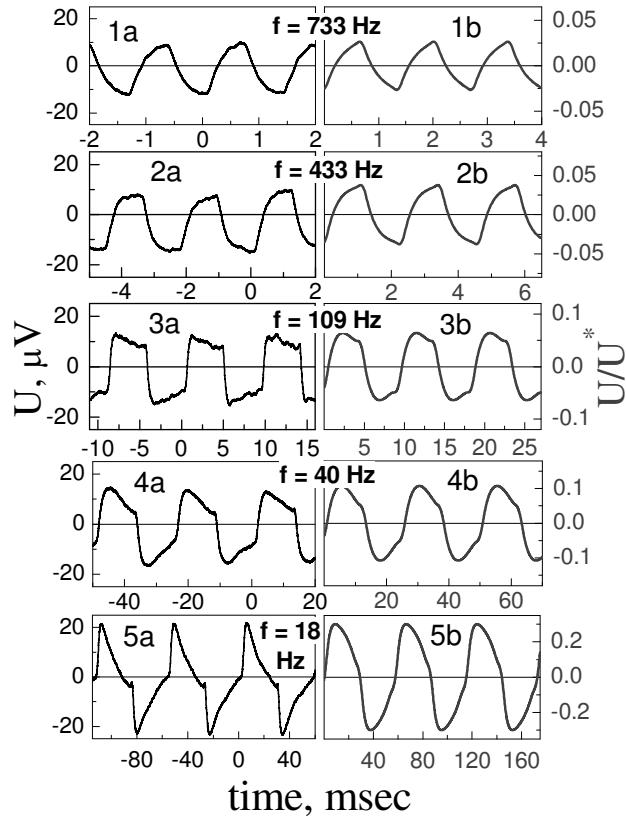 1a
f = 733 Hz
1b
20
0
-20
0.05
0.00
-0.05
-2 -1 0 1 2
1 2 3 4
2a
f = 433 Hz
2b
20
0
-20
0.05
0.00
-0.05
-4 -2 0 2
2 4 6
3a
f = 109 Hz
3b
20
0
-20
0.1
0.0
-0.1
-10 -5 0 5 10 15
5 10 15 20 25
4a
f = 40 Hz
4b
20
0
-20
0.1
0.0
-0.1
-40 -20 0 20
20 40 60
5a
f = 18
Hz
5b
20
0
-20
0.2
0.0
-0.2
-80 -40 0 40
40 80 120 160
U, µV
U/U*
time, msec